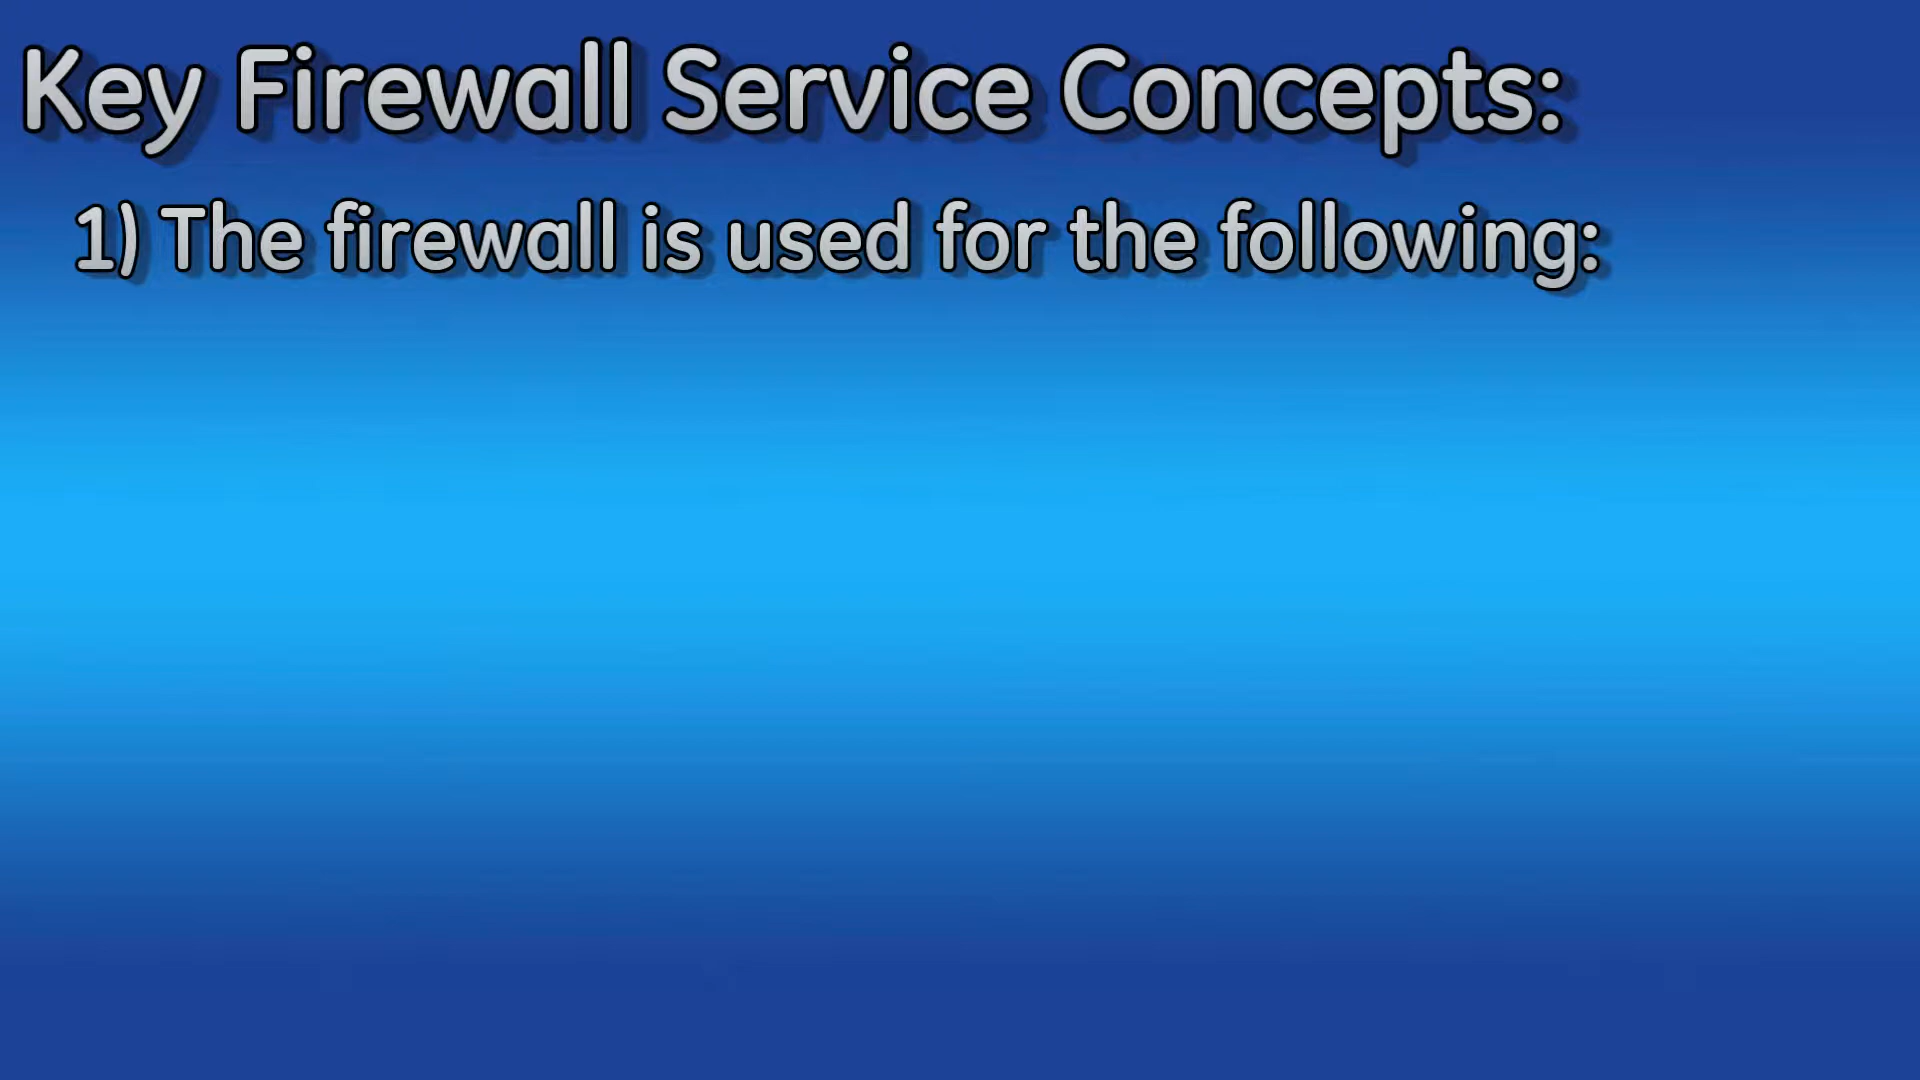 Key Firewall Service Concepts:
1) The firewall is used for the following: